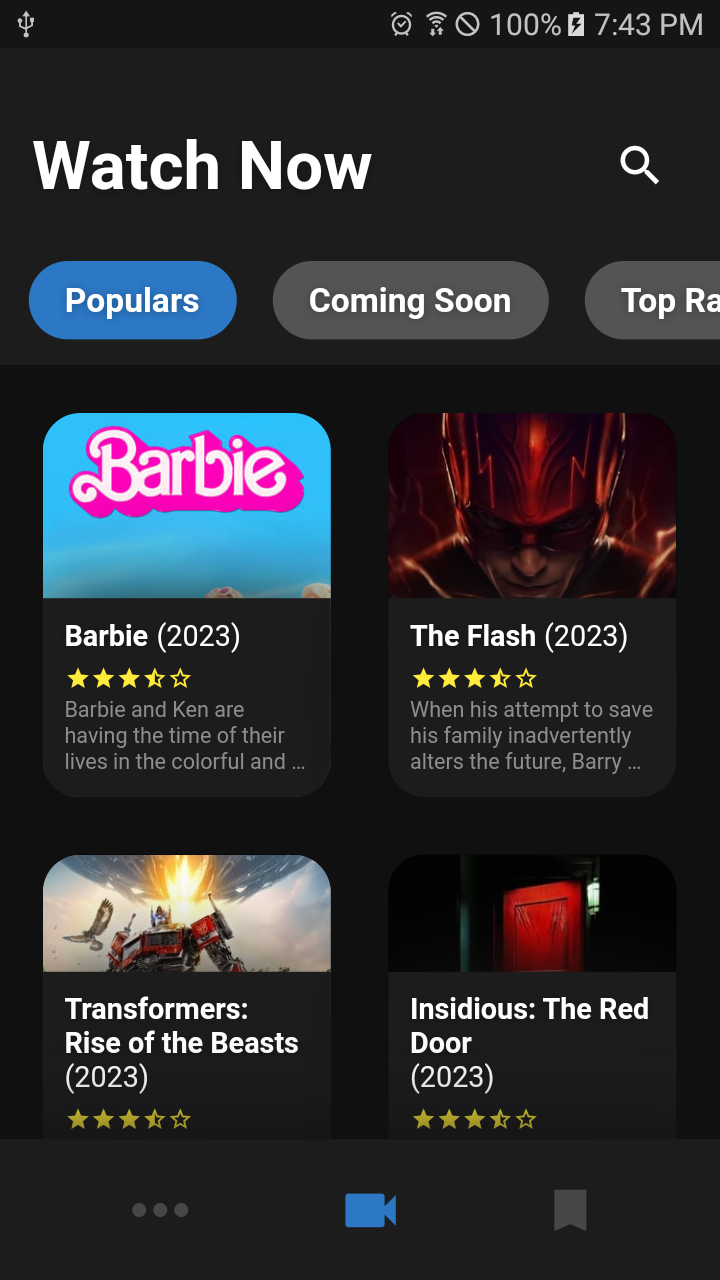 100% 7:43 PM
Watch Now
Populars
Coming Soon
Top Ra
Barbie
Barbie (2023)
Barbie and Ken are
having the time of their
lives in the colorful and ...
The Flash (2023)
When his attempt to save
his family inadvertently
alters the future, Barry ...
Transformers:
Rise of the Beasts
(2023)
Insidious: The Red
Door
(2023)